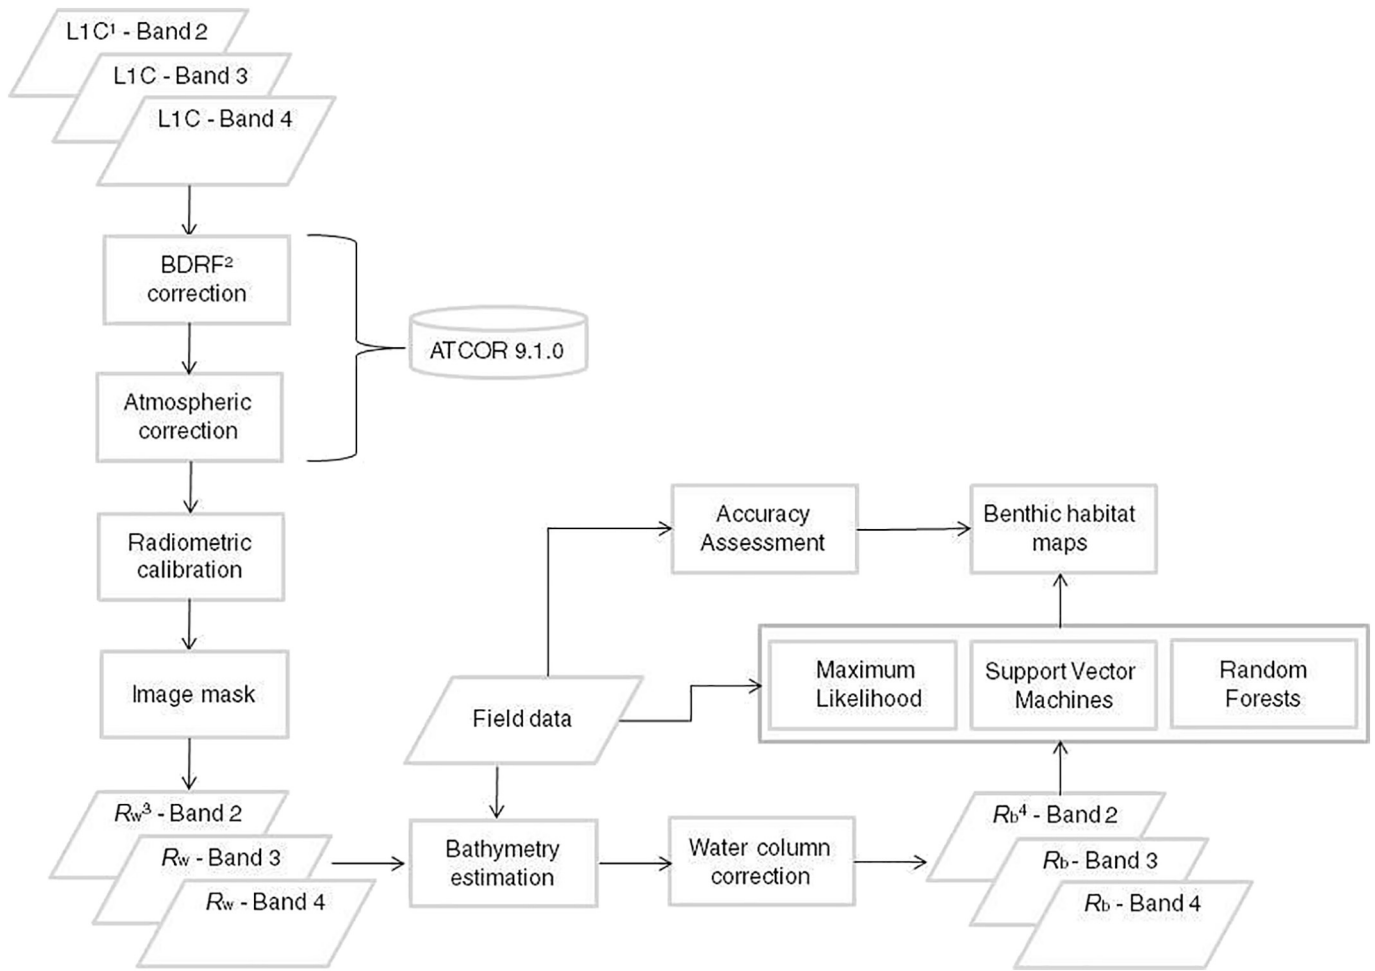 L1C¹ - Band 2
L1C - Band 3
L1C - Band 4
BDRF²
correction
ATCOR 9.1.0
Atmospheric
correction
Radiometric
calibration
Image mask
Rw³ - Band 2
Rw - Band 3
Rw - Band 4
Field data
Bathymetry
estimation
Water column
correction
Rb⁴ - Band 2
Rb - Band 3
Rb - Band 4
Maximum
Likelihood
Support Vector
Machines
Random
Forests
Accuracy
Assessment
Benthic habitat
maps